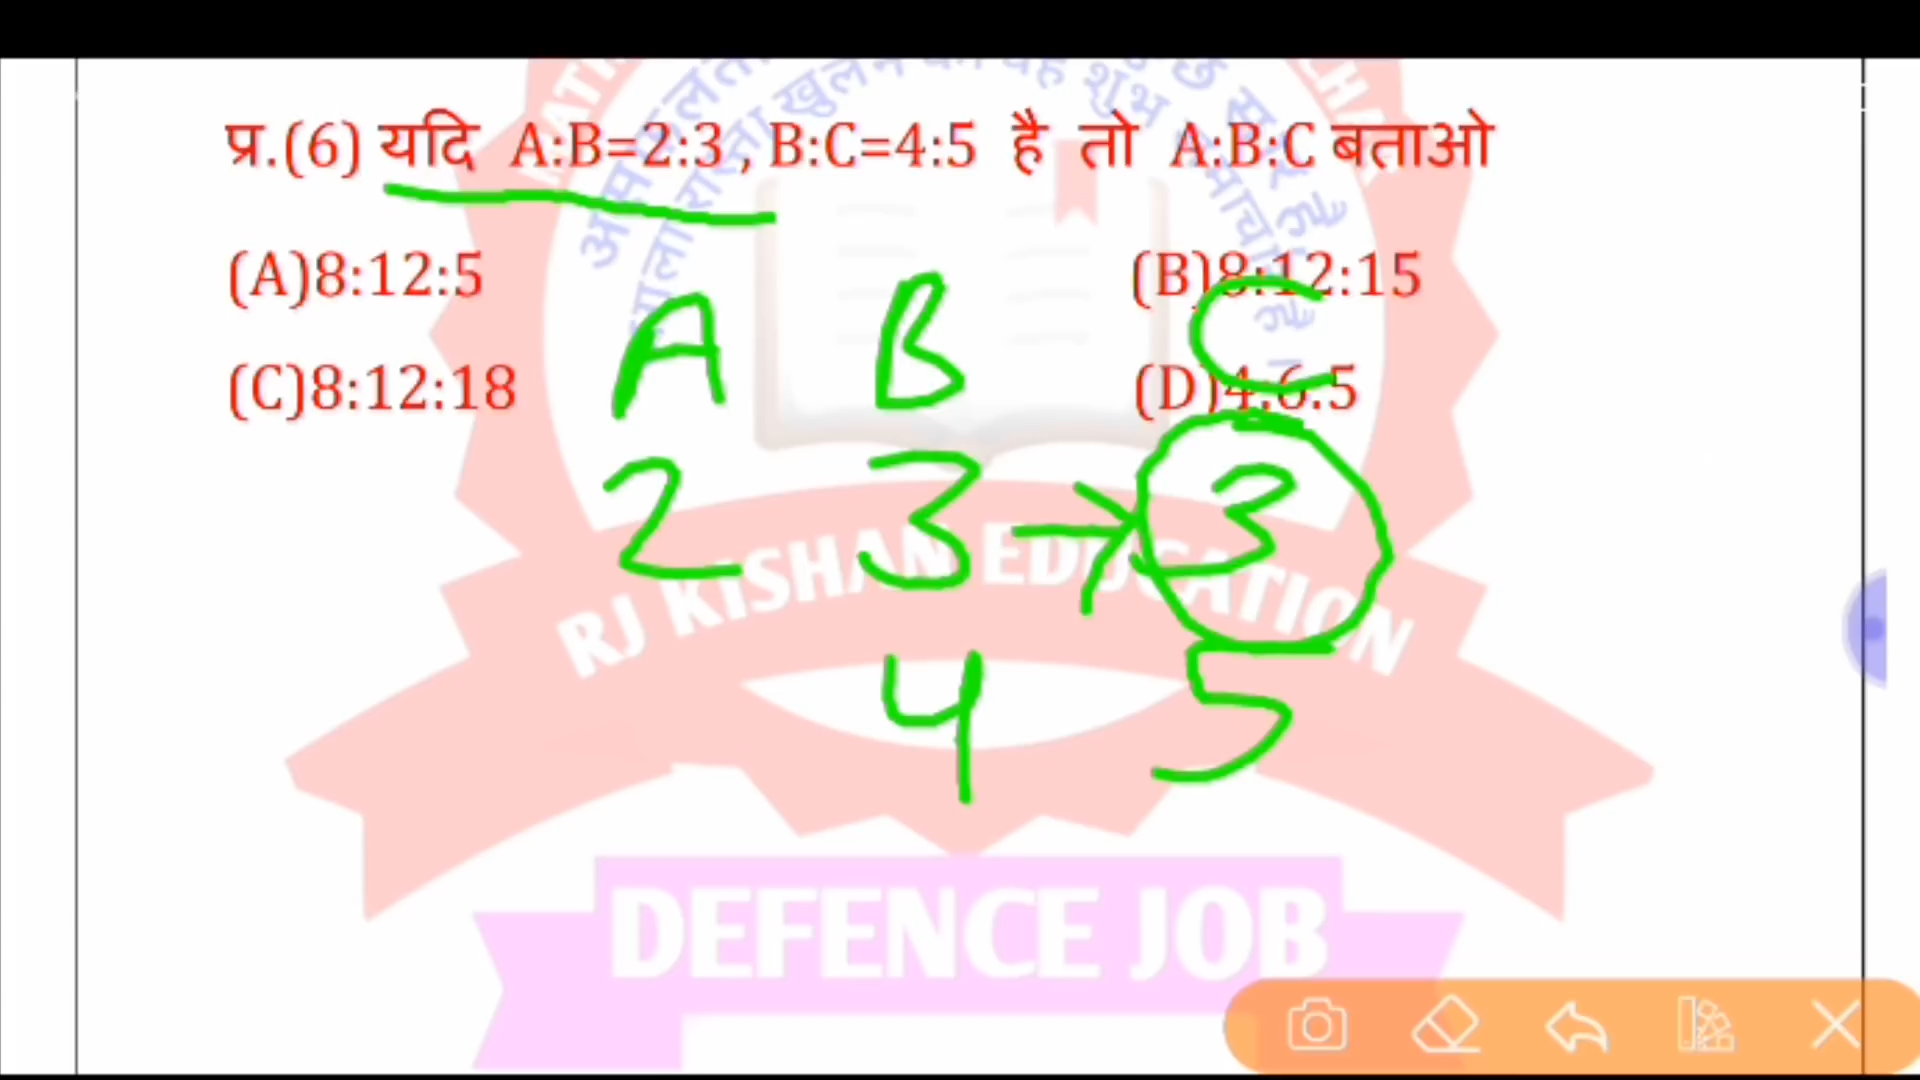 प्र.(6) यदि A:B=2:3 , B:C=4:5 है तो A:B:C बताओ
(A)8:12:5 (B)8:12:15
(C)8:12:18 (D)4:6:5
A B C
2 3 → 3
4 5
RJ KISHAN EDUCATION
DEFENCE JOB